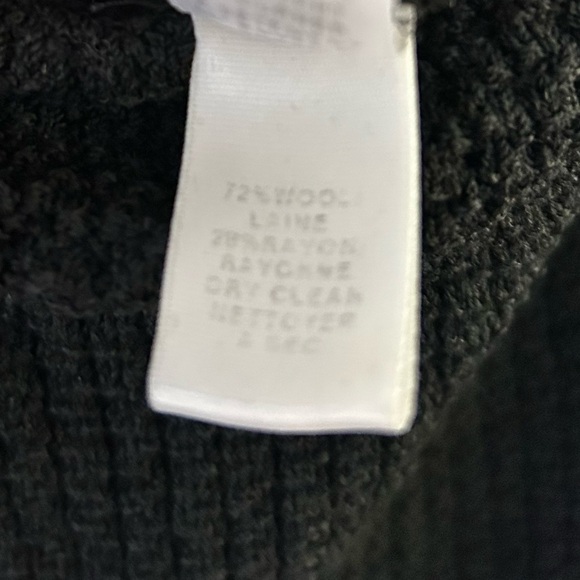 72% WOOL
LAINE
28% RAYON
RAYONNE
DRY CLEAN
NETTOYER
A SEC